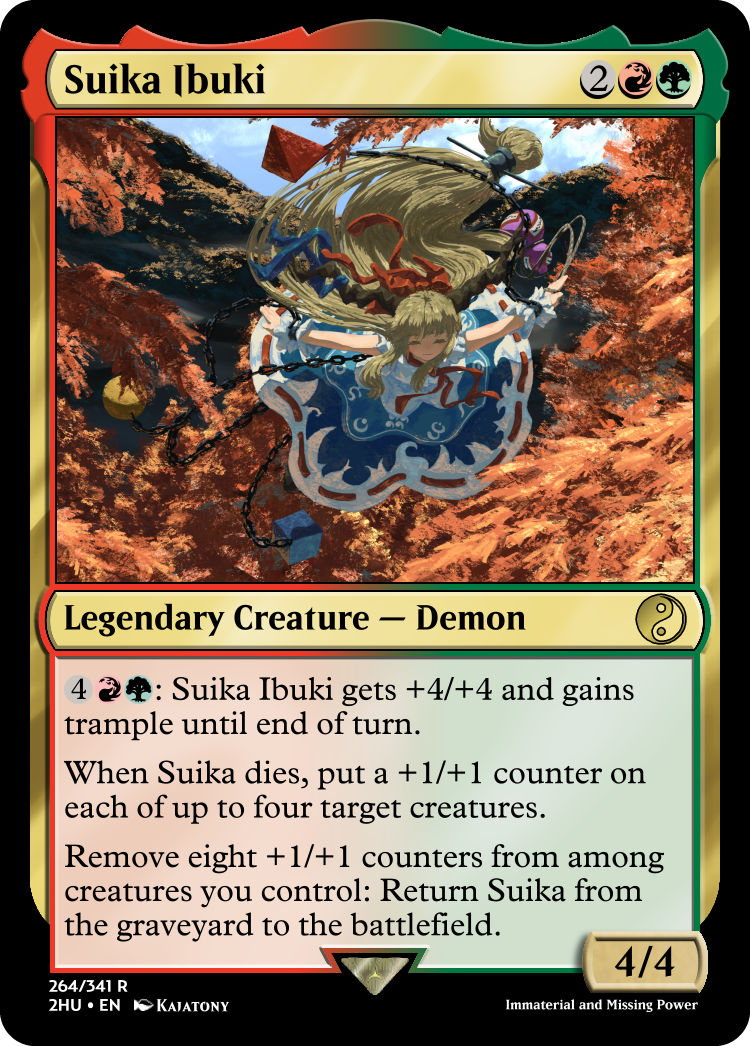 Suika Ibuki 2
Legendary Creature — Demon
4: Suika Ibuki gets +4/+4 and gains
trample until end of turn.
When Suika dies, put a +1/+1 counter on
each of up to four target creatures.
Remove eight +1/+1 counters from among
creatures you control: Return Suika from
the graveyard to the battlefield.
4/4
264/341 R
2HU • EN Kajatony
Immaterial and Missing Power